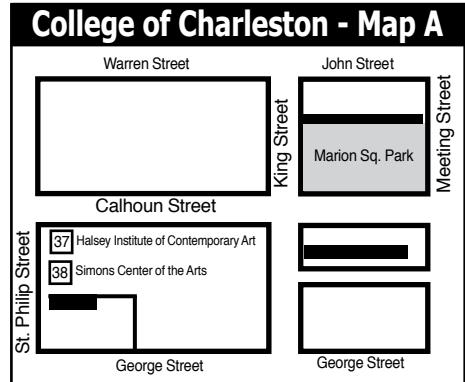 College of Charleston - Map A
Warren Street
John Street
King Street
Meeting Street
Marion Sq. Park
Calhoun Street
St. Philip Street
37 Halsey Institute of Contemporary Art
38 Simons Center of the Arts
George Street
George Street